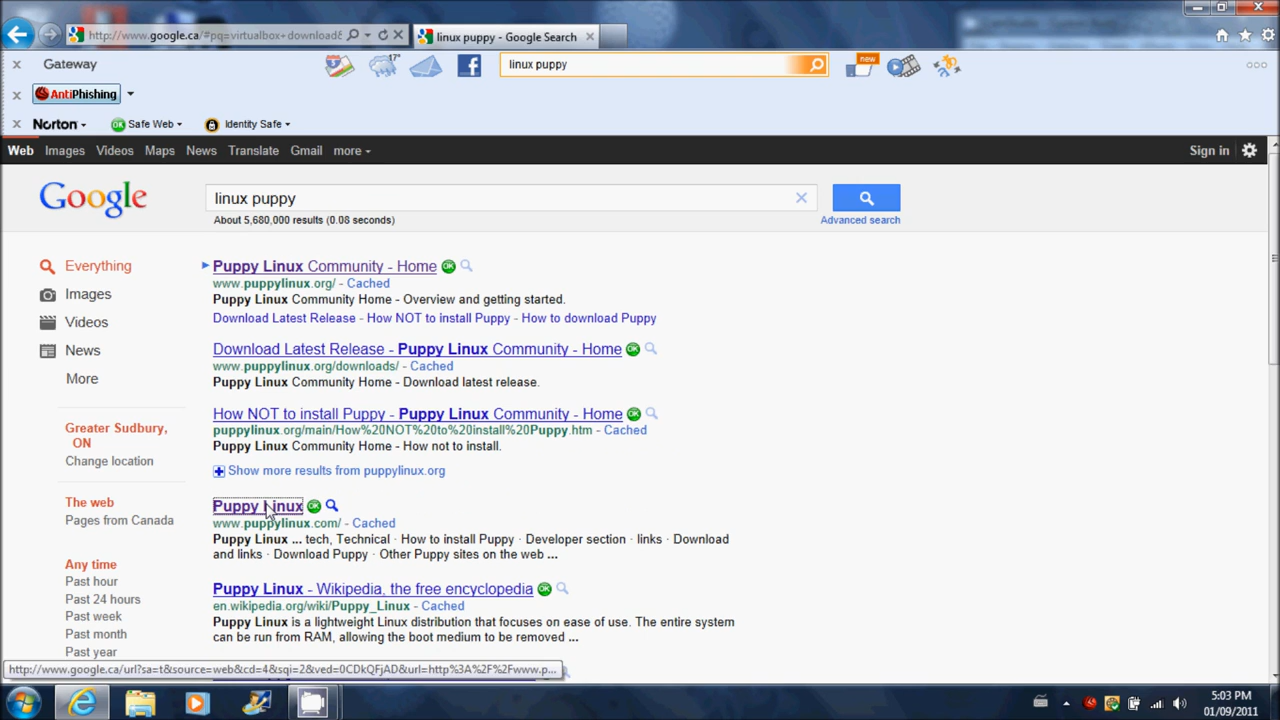 http://www.google.ca/#pq=virtualbox+download&
linux puppy - Google Search
Gateway
17°
linux puppy
new
AntiPhishing
Norton
Safe Web
Identity Safe
Web Images Videos Maps News Translate Gmail more
Sign in
Google
linux puppy
About 5,680,000 results (0.08 seconds)
Advanced search
Everything
Images
Videos
News
More
Greater Sudbury,
ON
Change location
The web
Pages from Canada
Any time
Past hour
Past 24 hours
Past week
Past month
Past year
Puppy Linux Community - Home OK
www.puppylinux.org/ - Cached
Puppy Linux Community Home - Overview and getting started.
Download Latest Release - How NOT to install Puppy - How to download Puppy
Download Latest Release - Puppy Linux Community - Home OK
www.puppylinux.org/downloads/ - Cached
Puppy Linux Community Home - Download latest release.
How NOT to install Puppy - Puppy Linux Community - Home OK
puppylinux.org/main/How%20NOT%20to%20install%20Puppy.htm - Cached
Puppy Linux Community Home - How not to install.
Show more results from puppylinux.org
Puppy Linux OK
www.puppylinux.com/ - Cached
Puppy Linux ... tech, Technical · How to install Puppy · Developer section · links · Download
and links · Download Puppy · Other Puppy sites on the web ...
Puppy Linux - Wikipedia, the free encyclopedia OK
en.wikipedia.org/wiki/Puppy_Linux - Cached
Puppy Linux is a lightweight Linux distribution that focuses on ease of use. The entire system
can be run from RAM, allowing the boot medium to be removed ...
http://www.google.ca/url?sa=t&source=web&cd=4&sqi=2&ved=0CDkQFjAD&url=http%3A%2F%2Fwww.p...
5:03 PM
01/09/2011